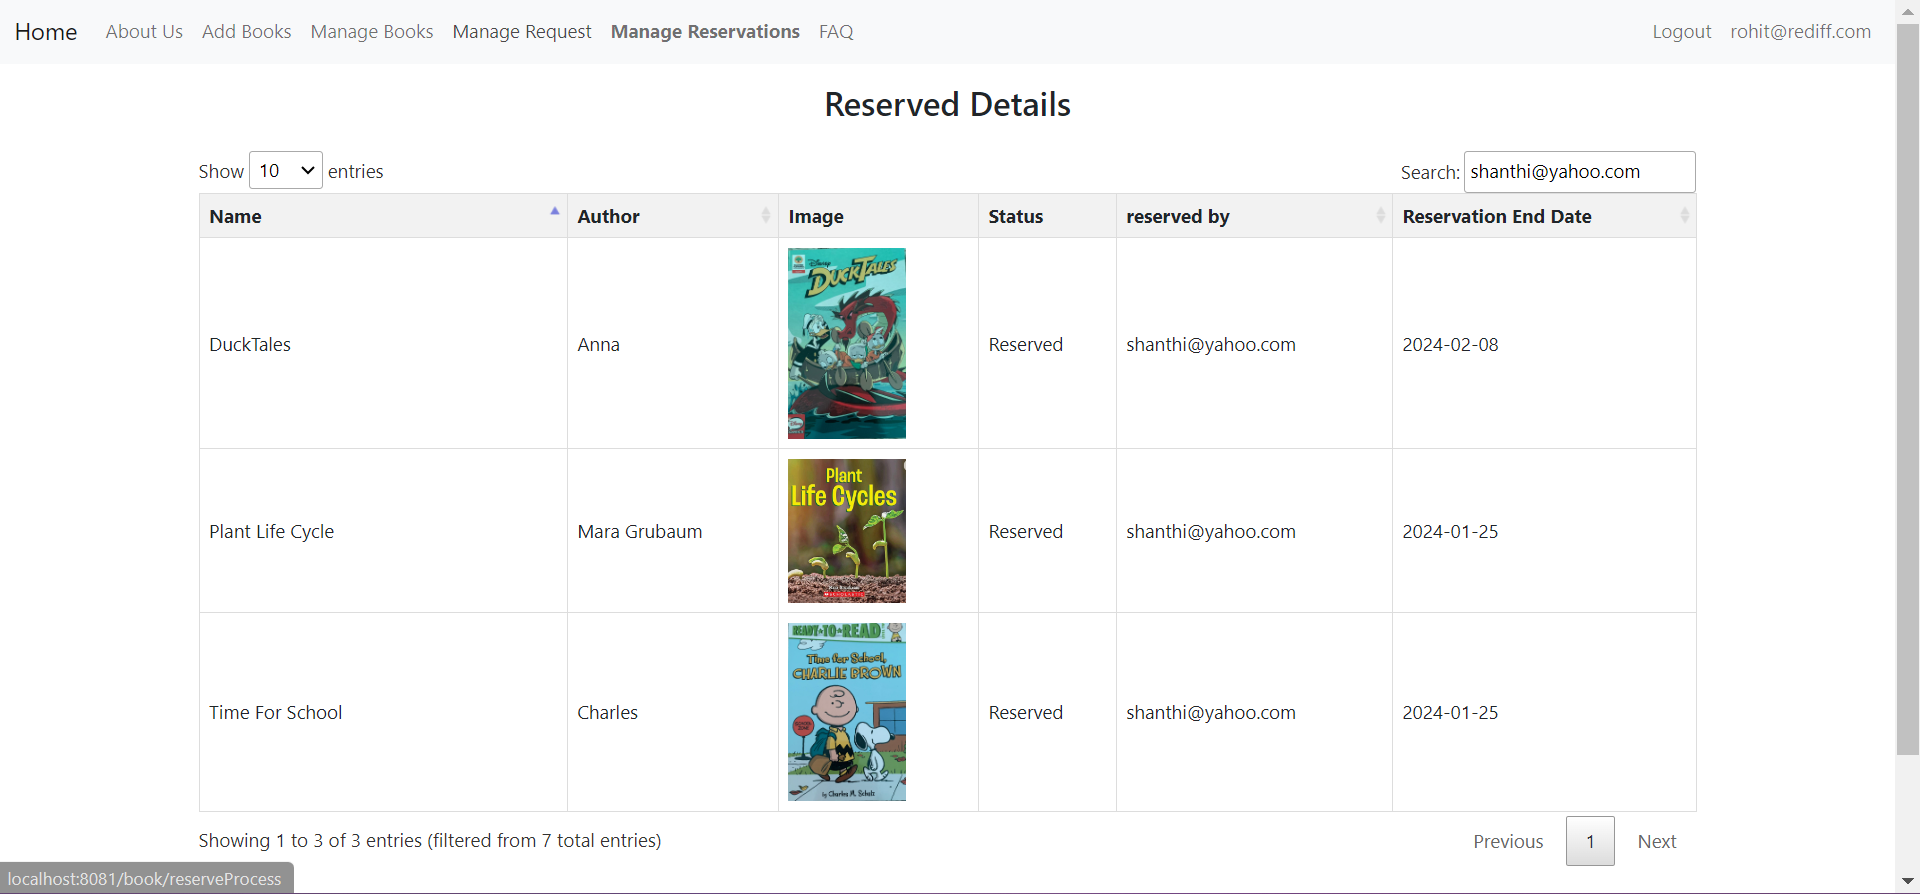 Home About Us Add Books Manage Books Manage Request Manage Reservations FAQ Logout rohit@rediff.com
Reserved Details
Show 10 entries Search: shanthi@yahoo.com
Name Author Image Status reserved by Reservation End Date
Disney
DUCKTALES
DuckTales Anna Reserved shanthi@yahoo.com 2024-02-08
Plant
Life Cycles
Plant Life Cycle Mara Grubaum Reserved shanthi@yahoo.com 2024-01-25
SCHOLASTIC
READY-TO-READ
Time for School,
CHARLIE BROWN
Time For School Charles Reserved shanthi@yahoo.com 2024-01-25
by Charles M. Schulz
Showing 1 to 3 of 3 entries (filtered from 7 total entries) Previous 1 Next
localhost:8081/book/reserveProcess